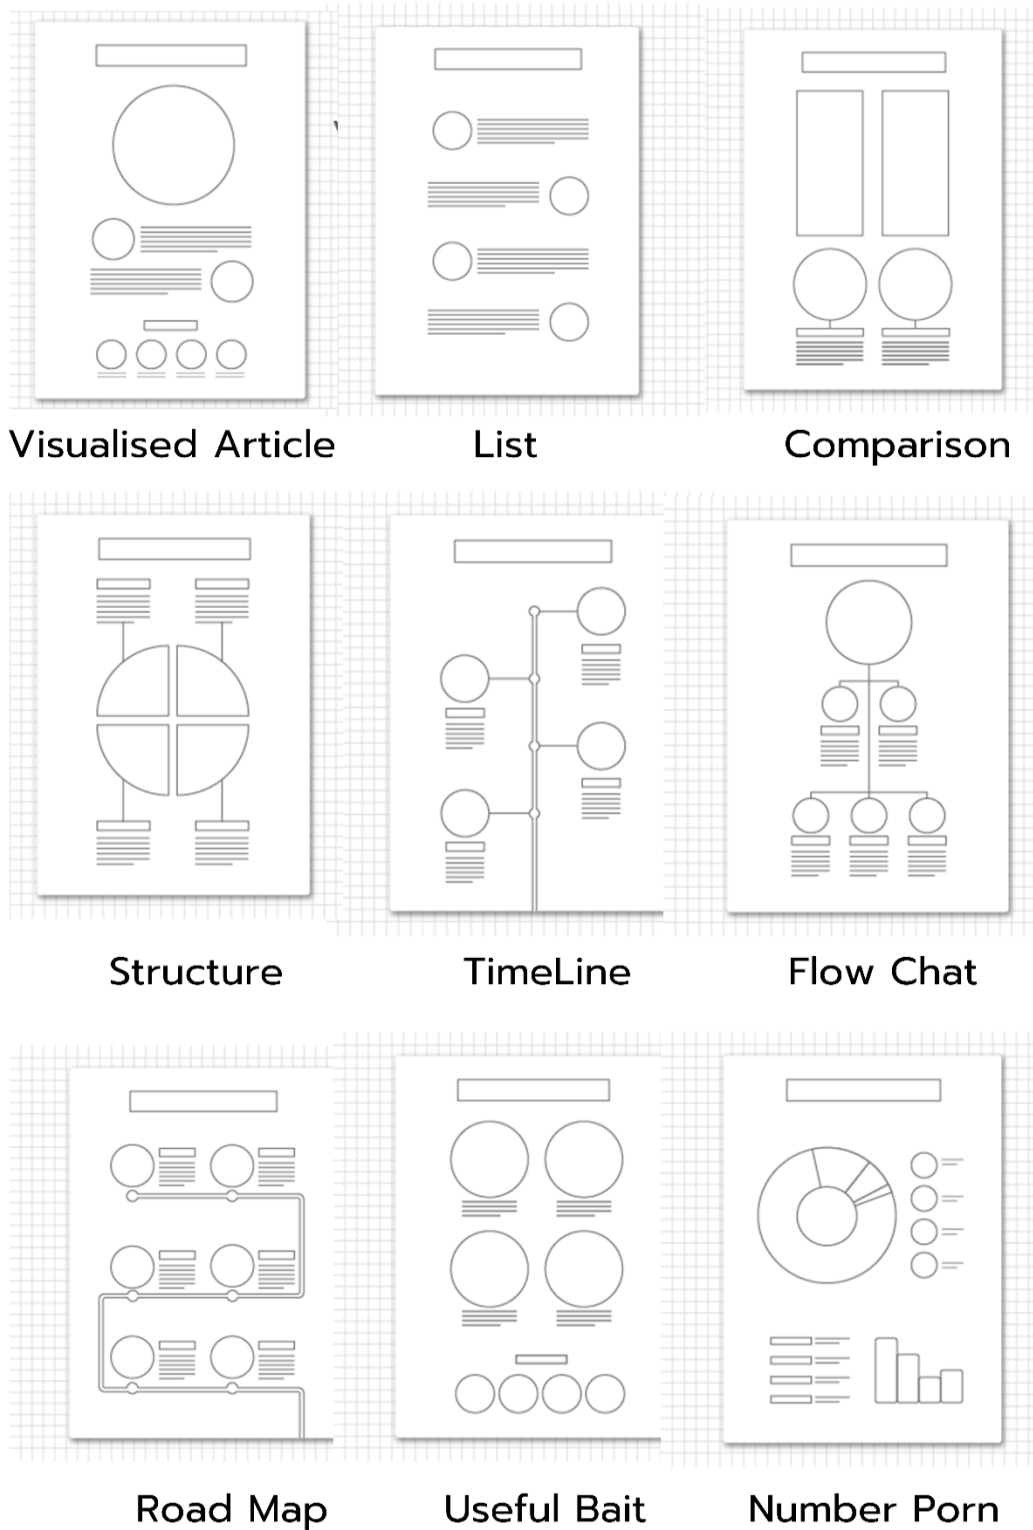 Visualised Article
List
Comparison
Structure
TimeLine
Flow Chat
Road Map
Useful Bait
Number Porn